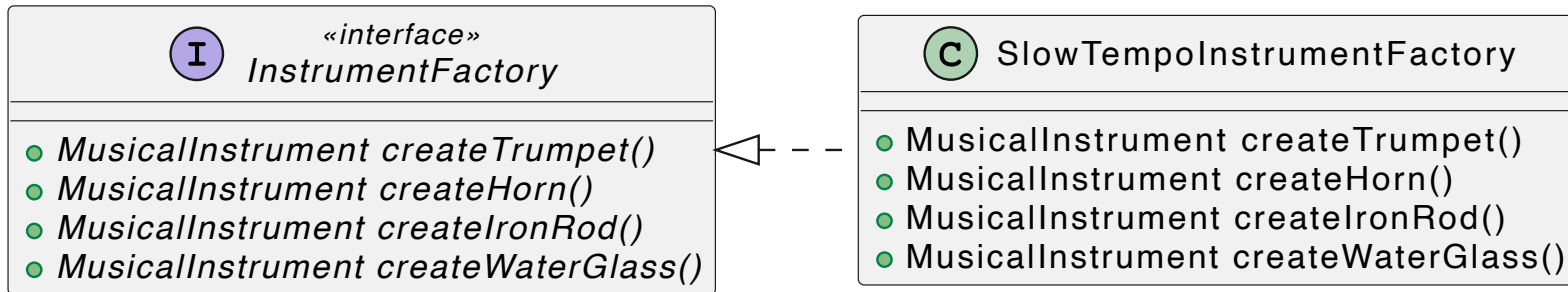 I
«interface»
InstrumentFactory
MusicalInstrument createTrumpet()
MusicalInstrument createHorn()
MusicalInstrument createIronRod()
MusicalInstrument createWaterGlass()
C SlowTempoInstrumentFactory
MusicalInstrument createTrumpet()
MusicalInstrument createHorn()
MusicalInstrument createIronRod()
MusicalInstrument createWaterGlass()